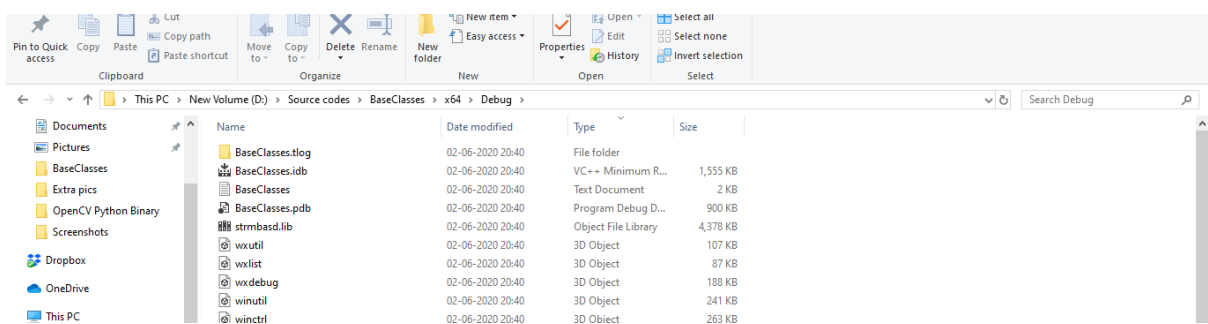 Cut New item Open Select all
Pin to Quick access Copy Paste Copy path Move to Copy to Delete Rename New folder Easy access Properties Edit Select none
Paste shortcut History Invert selection
Clipboard Organize New Open Select
This PC > New Volume (D:) > Source codes > BaseClasses > x64 > Debug > Search Debug
Documents Name Date modified Type Size
Pictures BaseClasses.tlog 02-06-2020 20:40 File folder
BaseClasses BaseClasses.idb 02-06-2020 20:40 VC++ Minimum R... 1,555 KB
Extra pics BaseClasses 02-06-2020 20:40 Text Document 2 KB
OpenCV Python Binary BaseClasses.pdb 02-06-2020 20:40 Program Debug D... 900 KB
Screenshots strmbasd.lib 02-06-2020 20:40 Object File Library 4,378 KB
wxutil 02-06-2020 20:40 3D Object 107 KB
Dropbox wxlist 02-06-2020 20:40 3D Object 87 KB
wxdebug 02-06-2020 20:40 3D Object 188 KB
OneDrive winutil 02-06-2020 20:40 3D Object 241 KB
This PC winctrl 02-06-2020 20:40 3D Object 263 KB